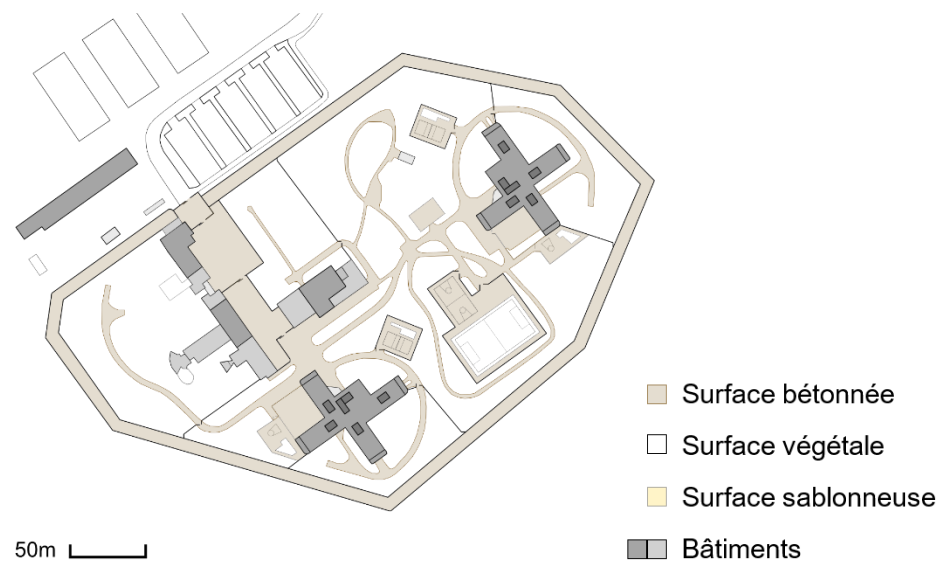 Surface bétonnée
Surface végétale
Surface sablonneuse
50m
Bâtiments